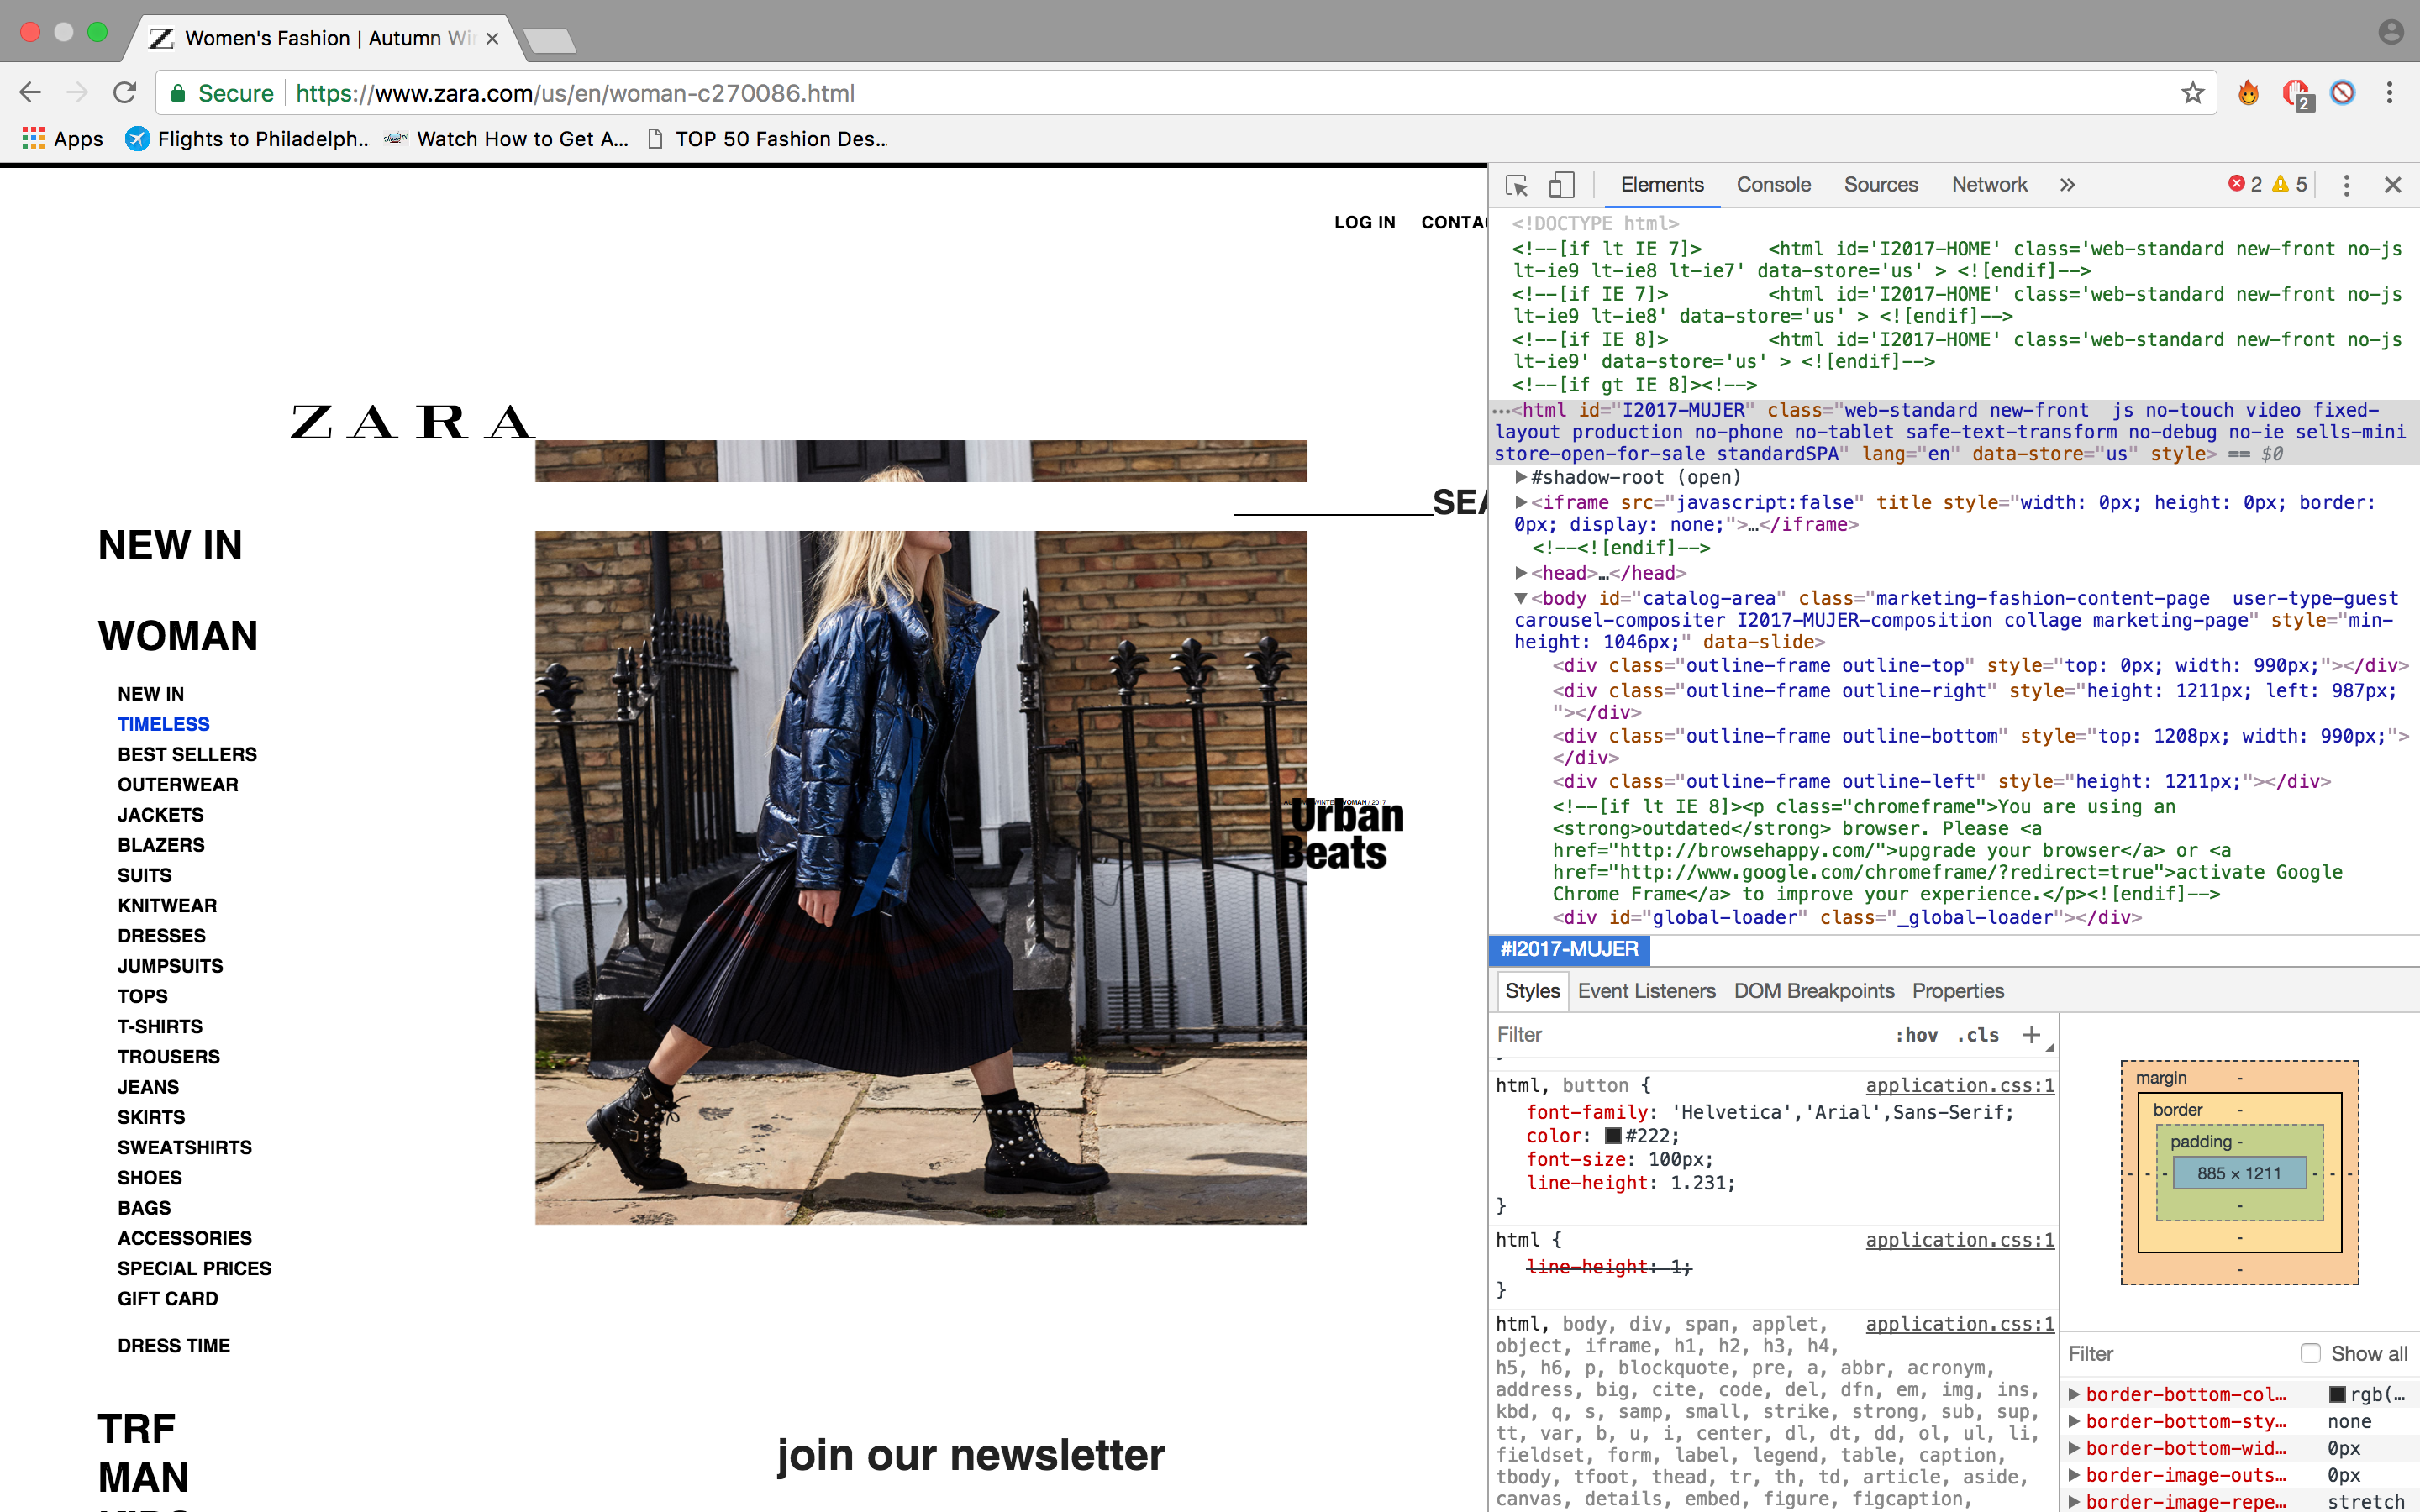 Women's Fashion | Autumn Wi
Secure
https://www.zara.com/us/en/woman-c270086.html
2
Apps
Flights to Philadelph..
Watch How to Get A...
TOP 50 Fashion Des...
LOG IN
CONTAC
ZARA
SEA
NEW IN
WOMAN
NEW IN
TIMELESS
BEST SELLERS
OUTERWEAR
JACKETS
BLAZERS
SUITS
KNITWEAR
DRESSES
JUMPSUITS
TOPS
T-SHIRTS
TROUSERS
JEANS
SKIRTS
SWEATSHIRTS
SHOES
BAGS
ACCESSORIES
SPECIAL PRICES
GIFT CARD
DRESS TIME
TRF
MAN
WOMAN / 2017
Urban
Beats
join our newsletter
Elements Console Sources Network » 2 5
<!DOCTYPE html>
<!--[if lt IE 7]>      <html id='I2017-HOME' class='web-standard new-front no-js
lt-ie9 lt-ie8 lt-ie7' data-store='us' > <![endif]-->
<!--[if IE 7]>         <html id='I2017-HOME' class='web-standard new-front no-js
lt-ie9 lt-ie8' data-store='us' > <![endif]-->
<!--[if IE 8]>         <html id='I2017-HOME' class='web-standard new-front no-js
lt-ie9' data-store='us' > <![endif]-->
<!--[if gt IE 8]><!-->
…<html id="I2017-MUJER" class="web-standard new-front  js no-touch video fixed-
layout production no-phone no-tablet safe-text-transform no-debug no-ie sells-mini
store-open-for-sale standardSPA" lang="en" data-store="us" style> == $0
▶#shadow-root (open)
▶<iframe src="javascript:false" title style="width: 0px; height: 0px; border:
0px; display: none;">…</iframe>
<!--<![endif]-->
▶<head>…</head>
▼<body id="catalog-area" class="marketing-fashion-content-page  user-type-guest
carousel-compositer I2017-MUJER-composition collage marketing-page" style="min-
height: 1046px;" data-slide>
<div class="outline-frame outline-top" style="top: 0px; width: 990px;"></div>
<div class="outline-frame outline-right" style="height: 1211px; left: 987px;
"></div>
<div class="outline-frame outline-bottom" style="top: 1208px; width: 990px;">
</div>
<div class="outline-frame outline-left" style="height: 1211px;"></div>
<!--[if lt IE 8]><p class="chromeframe">You are using an
<strong>outdated</strong> browser. Please <a
href="http://browsehappy.com/">upgrade your browser</a> or <a
href="http://www.google.com/chromeframe/?redirect=true">activate Google
Chrome Frame</a> to improve your experience.</p><![endif]-->
<div id="global-loader" class="_global-loader"></div>
#I2017-MUJER
Styles Event Listeners DOM Breakpoints Properties
Filter :hov .cls +
html, button { application.css:1
font-family: 'Helvetica','Arial',Sans-Serif;
color: #222;
font-size: 100px;
line-height: 1.231;
}
html { application.css:1
line-height: 1;
}
html, body, div, span, applet, application.css:1
object, iframe, h1, h2, h3, h4,
h5, h6, p, blockquote, pre, a, abbr, acronym,
address, big, cite, code, del, dfn, em, img, ins,
kbd, q, s, samp, small, strike, strong, sub, sup,
tt, var, b, u, i, center, dl, dt, dd, ol, ul, li,
fieldset, form, label, legend, table, caption,
tbody, tfoot, thead, tr, th, td, article, aside,
canvas, details, embed, figure, figcaption,
margin -
border -
padding -
- - - 885 × 1211 - - -
-
-
-
Filter Show all
▶border-bottom-col… rgb(…
▶border-bottom-sty… none
▶border-bottom-wid… 0px
▶border-image-outs… 0px
▶border-image-repe… stretch